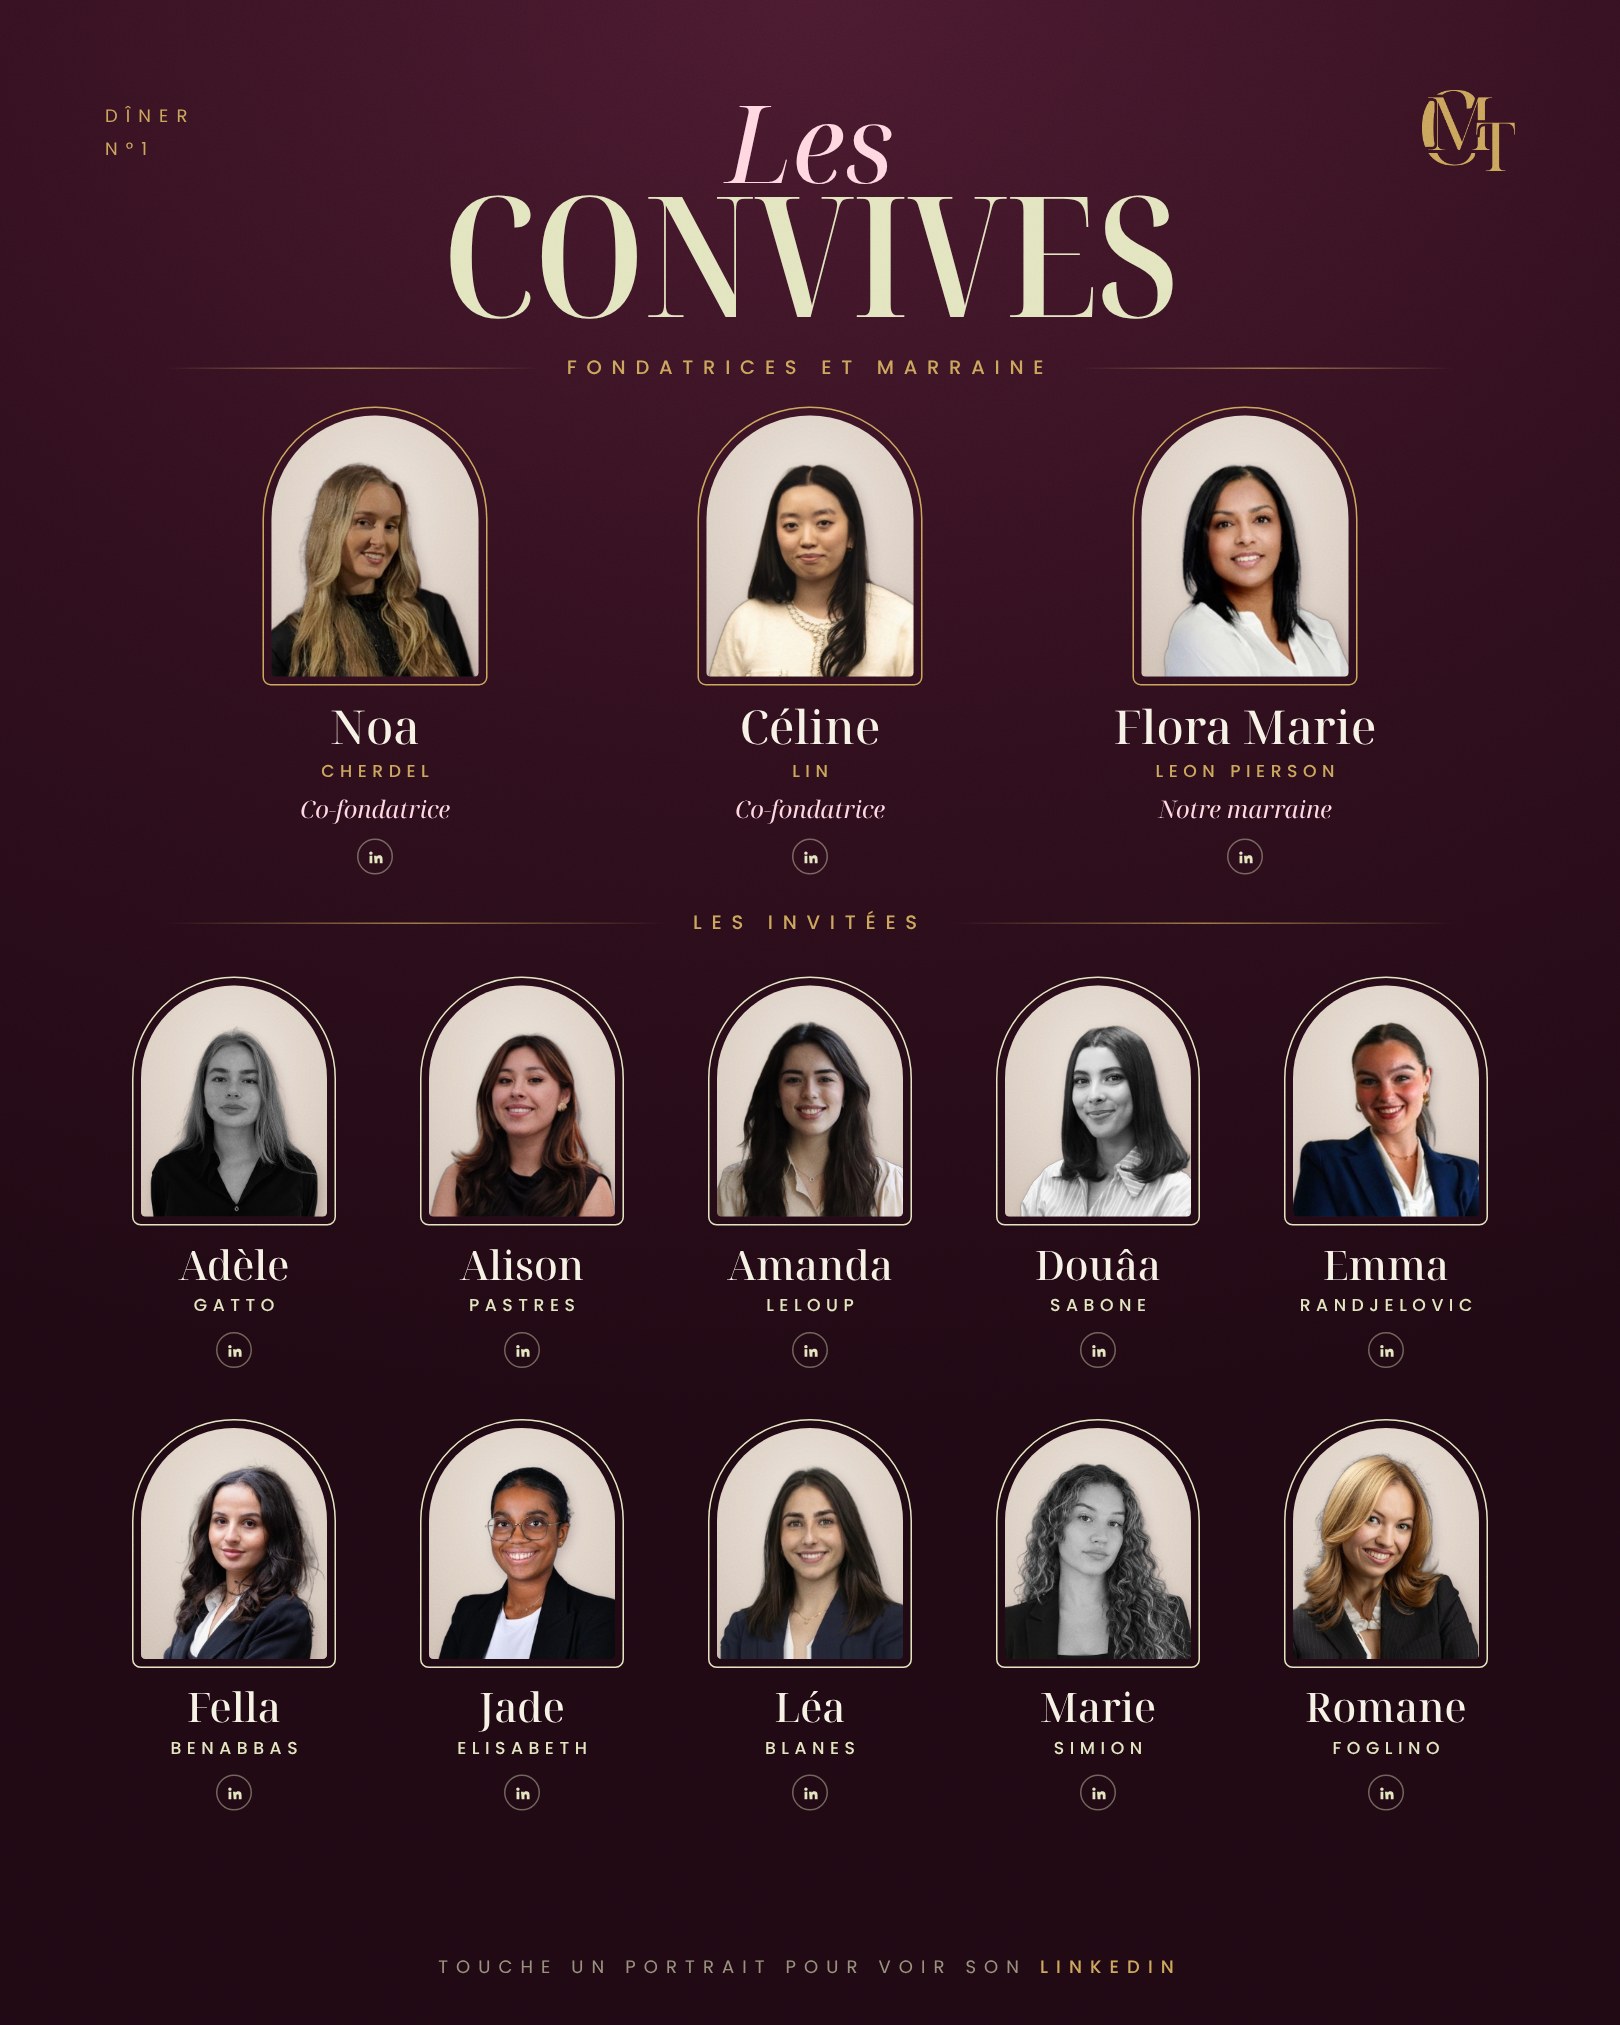 DÎNER
Nº1
CMT
Les
CONVIVES
FONDATRICES ET MARRAINE
Noa
CHERDEL
Co-fondatrice
in
Céline
LIN
Co-fondatrice
in
Flora Marie
LEON PIERSON
Notre marraine
in
LES INVITÉES
Adèle
GATTO
in
Alison
PASTRES
in
Amanda
LELOUP
in
Douâa
SABONE
in
Emma
RANDJELOVIC
in
Fella
BENABBAS
in
Jade
ELISABETH
in
Léa
BLANES
in
Marie
SIMION
in
Romane
FOGLINO
in
TOUCHE UN PORTRAIT POUR VOIR SON LINKEDIN